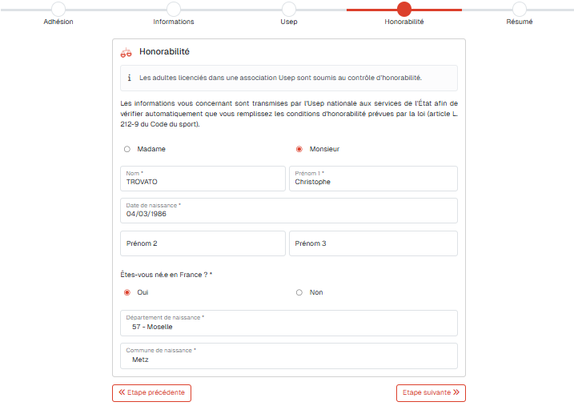 Adhésion Informations Usep Honorabilité Résumé
Honorabilité
i Les adultes licenciés dans une association Usep sont soumis au contrôle d'honorabilité.
Les informations vous concernant sont transmises par l'Usep nationale aux services de l'État afin de
vérifier automatiquement que vous remplissez les conditions d'honorabilité prévues par la loi (article L.
212-9 du Code du sport).
Madame Monsieur
Nom * Prénom 1 *
TROVATO Christophe
Date de naissance *
04/03/1986
Prénom 2 Prénom 3
Êtes-vous né.e en France ? *
Oui Non
Département de naissance *
57 - Moselle
Commune de naissance *
Metz
« Etape précédente Etape suivante »